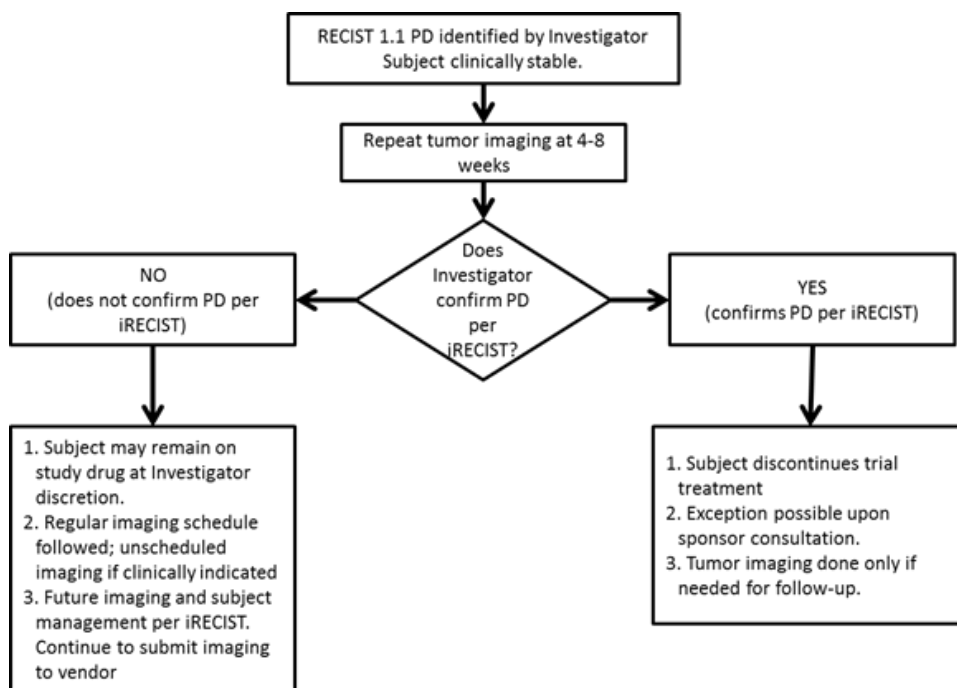 RECIST 1.1 PD identified by Investigator
Subject clinically stable.
Repeat tumor imaging at 4-8
weeks
Does
Investigator
confirm PD
per
iRECIST?
NO
(does not confirm PD per
iRECIST)
YES
(confirms PD per iRECIST)
1. Subject may remain on
study drug at Investigator
discretion.
2. Regular imaging schedule
followed; unscheduled
imaging if clinically indicated
3. Future imaging and subject
management per iRECIST.
Continue to submit imaging
to vendor
1. Subject discontinues trial
treatment
2. Exception possible upon
sponsor consultation.
3. Tumor imaging done only if
needed for follow-up.